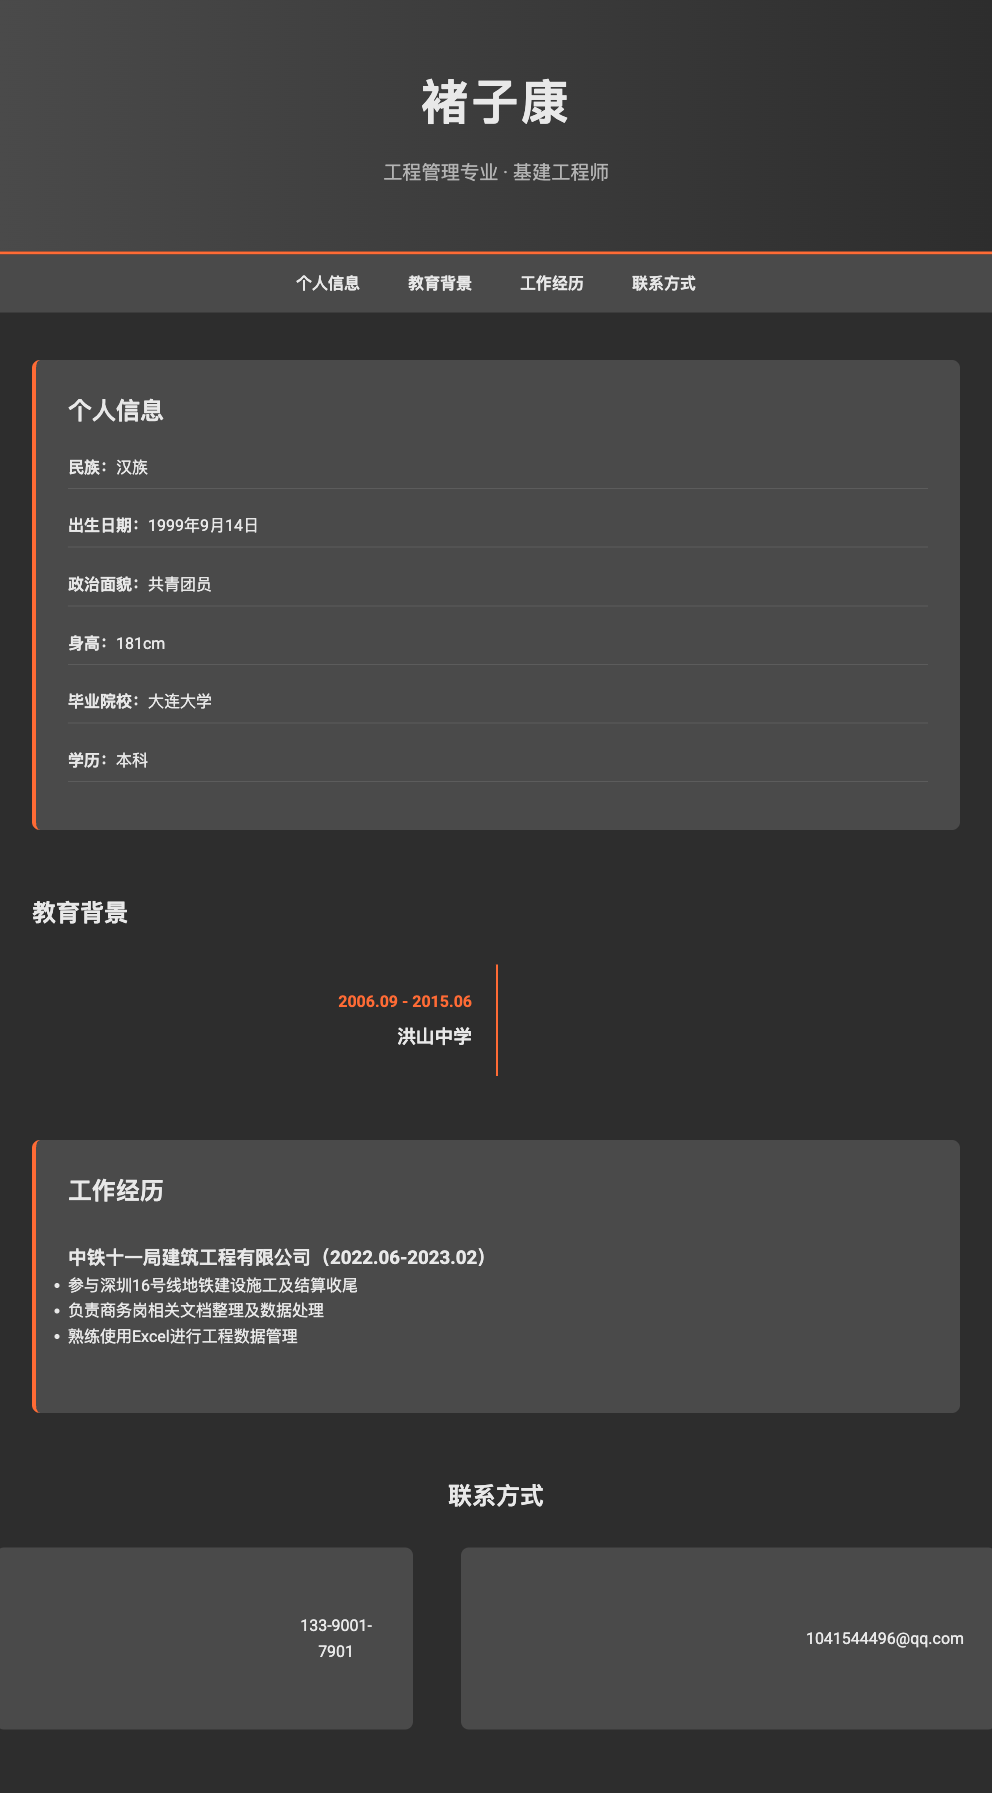 褚子康
工程管理专业 · 基建工程师
个人信息 教育背景 工作经历 联系方式
个人信息
民族：汉族
出生日期：1999年9月14日
政治面貌：共青团员
身高：181cm
毕业院校：大连大学
学历：本科
教育背景
2006.09 - 2015.06
洪山中学
工作经历
中铁十一局建筑工程有限公司（2022.06-2023.02）
• 参与深圳16号线地铁建设施工及结算收尾
• 负责商务岗相关文档整理及数据处理
• 熟练使用Excel进行工程数据管理
联系方式
133-9001-
7901
1041544496@qq.com